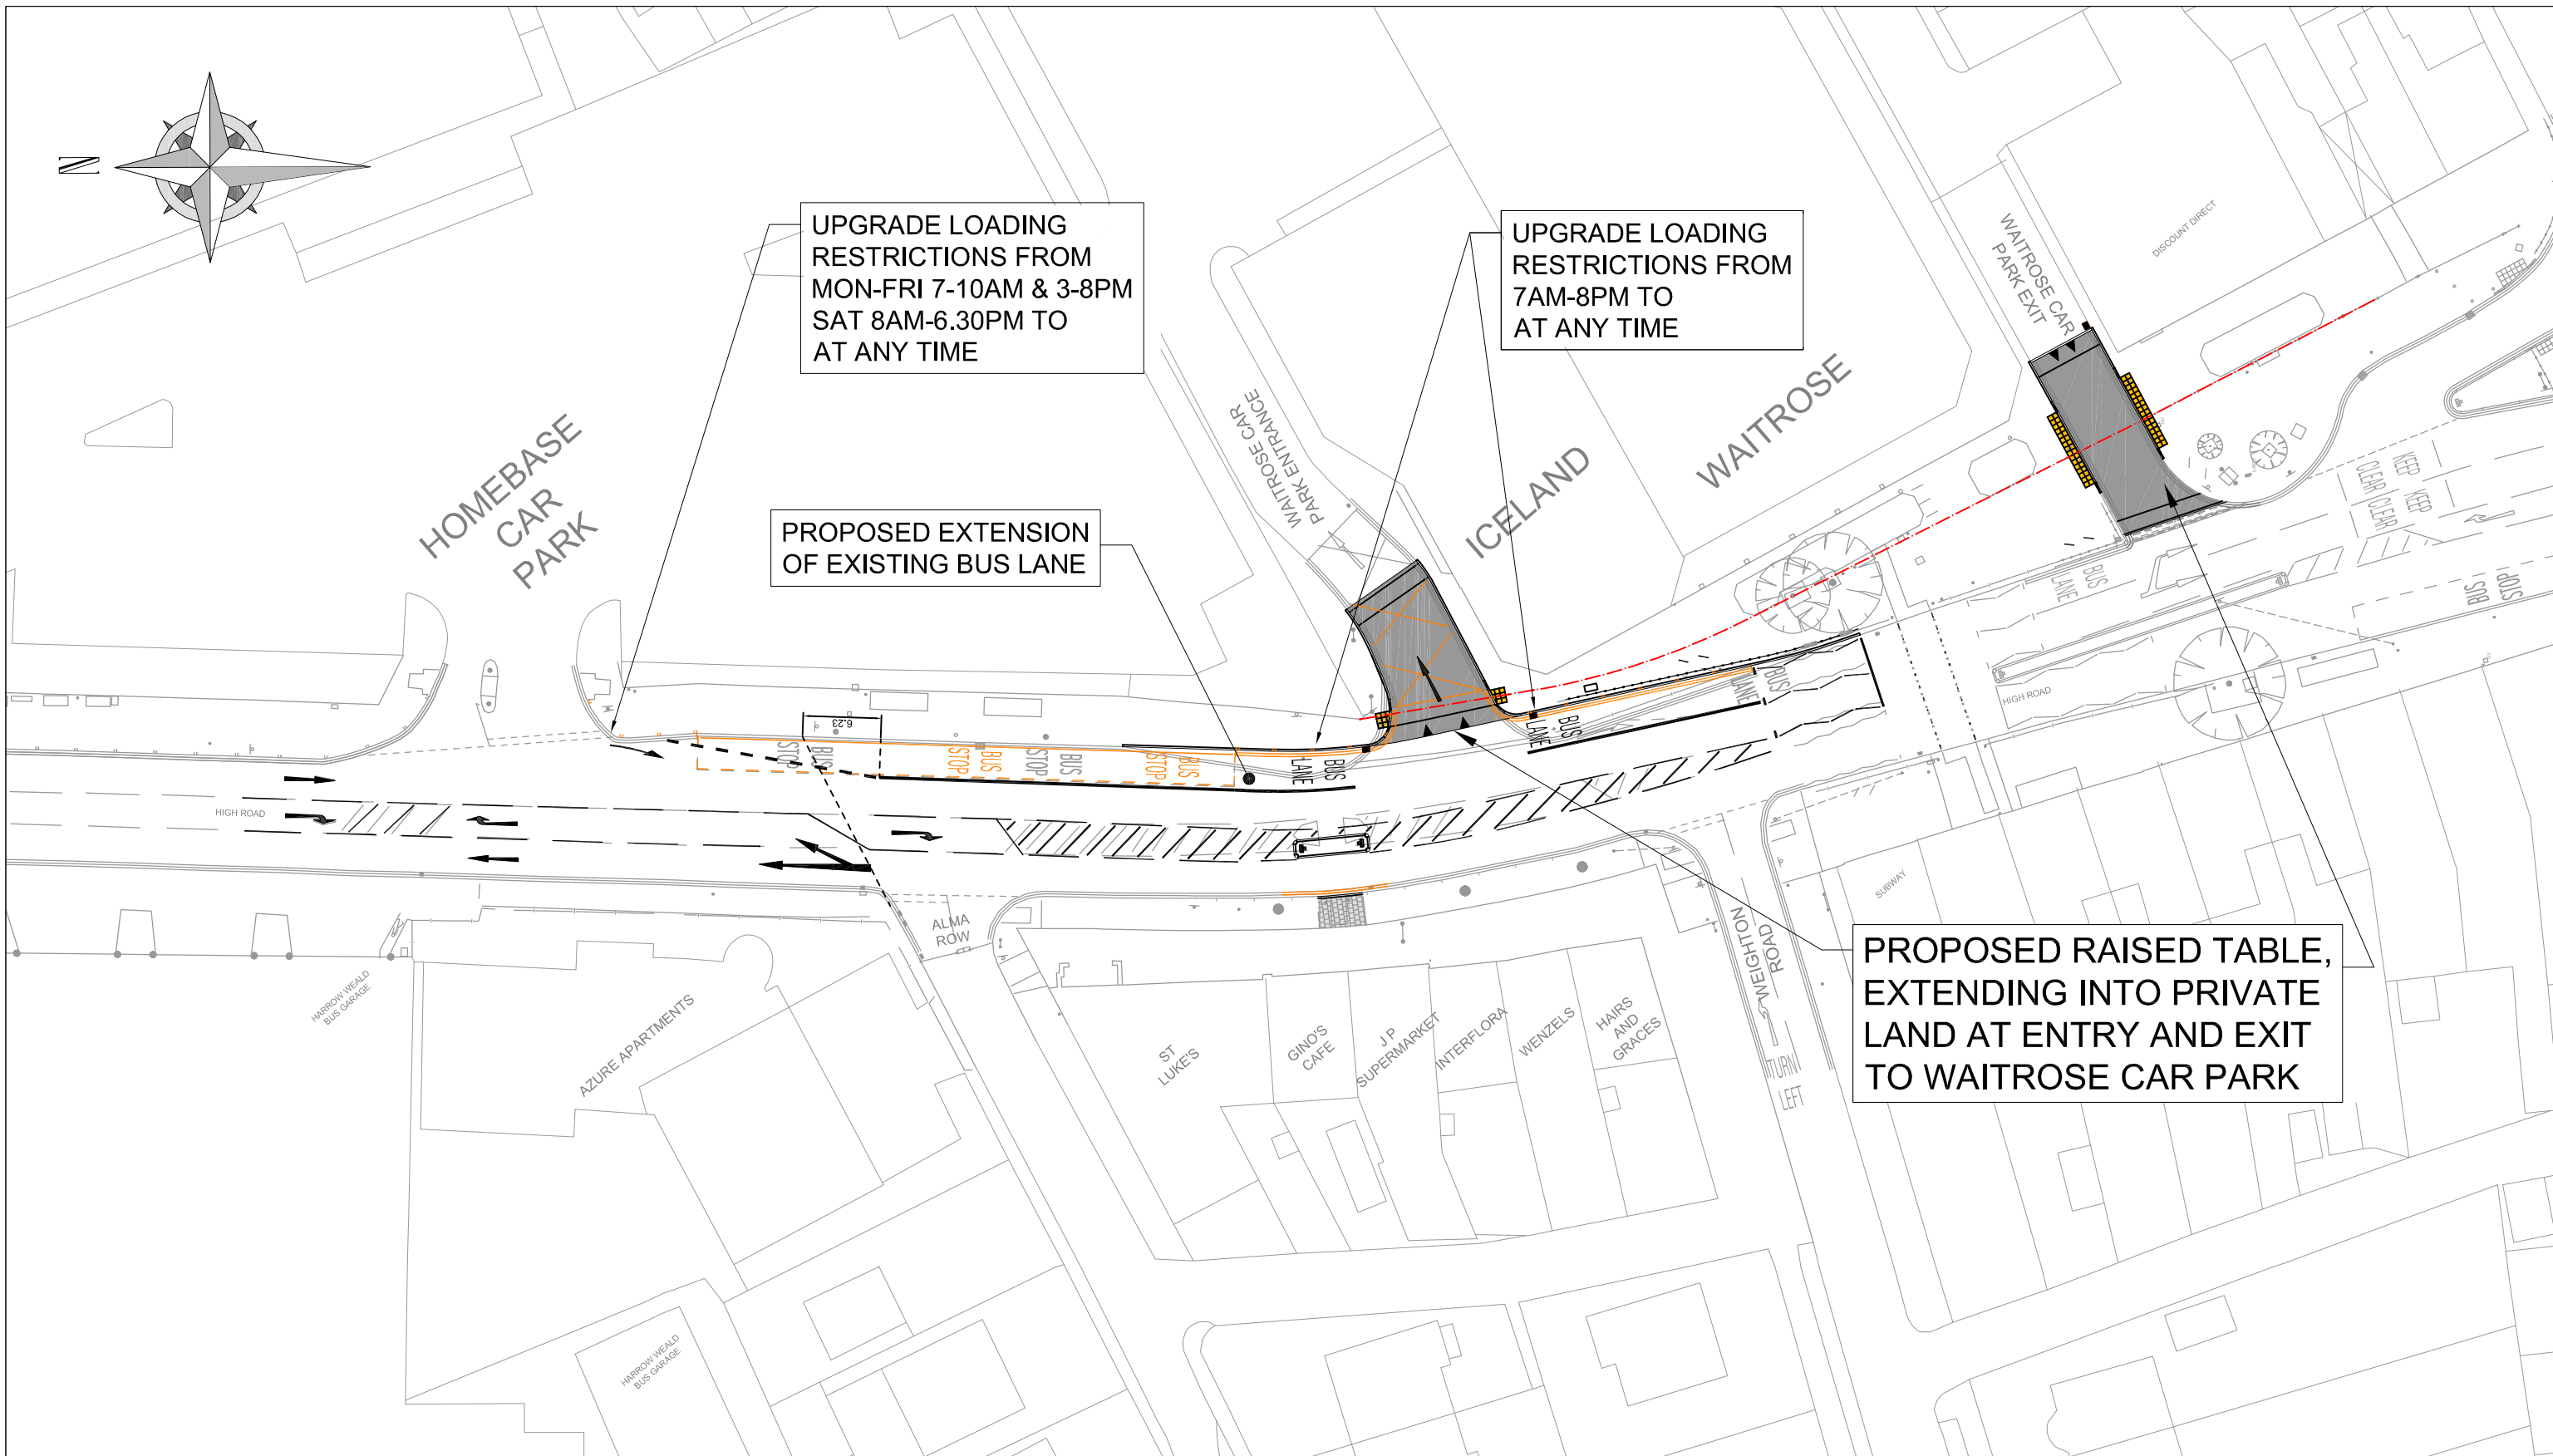 N
UPGRADE LOADING
RESTRICTIONS FROM
MON-FRI 7-10AM & 3-8PM
SAT 8AM-6.30PM TO
AT ANY TIME
UPGRADE LOADING
RESTRICTIONS FROM
7AM-8PM TO
AT ANY TIME
WAITROSE CAR
PARK EXIT
DISCOUNT DIRECT
HOMEBASE
CAR
PARK
PROPOSED EXTENSION
OF EXISTING BUS LANE
WAITROSE CAR
PARK ENTRANCE
ICELAND
WAITROSE
KEEP
CLEAR
KEEP
CLEAR
BUS
LANE
BUS
STOP
HIGH ROAD
6.23
BUS
STOP
BUS
STOP
BUS
STOP
BUS
STOP
BUS
LANE
BUS
LANE
BUS
LANE
HIGH ROAD
ALMA
ROW
SUBWAY
WEIGHTON
ROAD
TURN
LEFT
PROPOSED RAISED TABLE,
EXTENDING INTO PRIVATE
LAND AT ENTRY AND EXIT
TO WAITROSE CAR PARK
HARROW WEALD
BUS GARAGE
AZURE APARTMENTS
ST
LUKE'S
GINO'S
CAFE
J P
SUPERMARKET
INTERFLORA
WENZELS
HAIRS
AND
GRACES
HARROW WEALD
BUS GARAGE